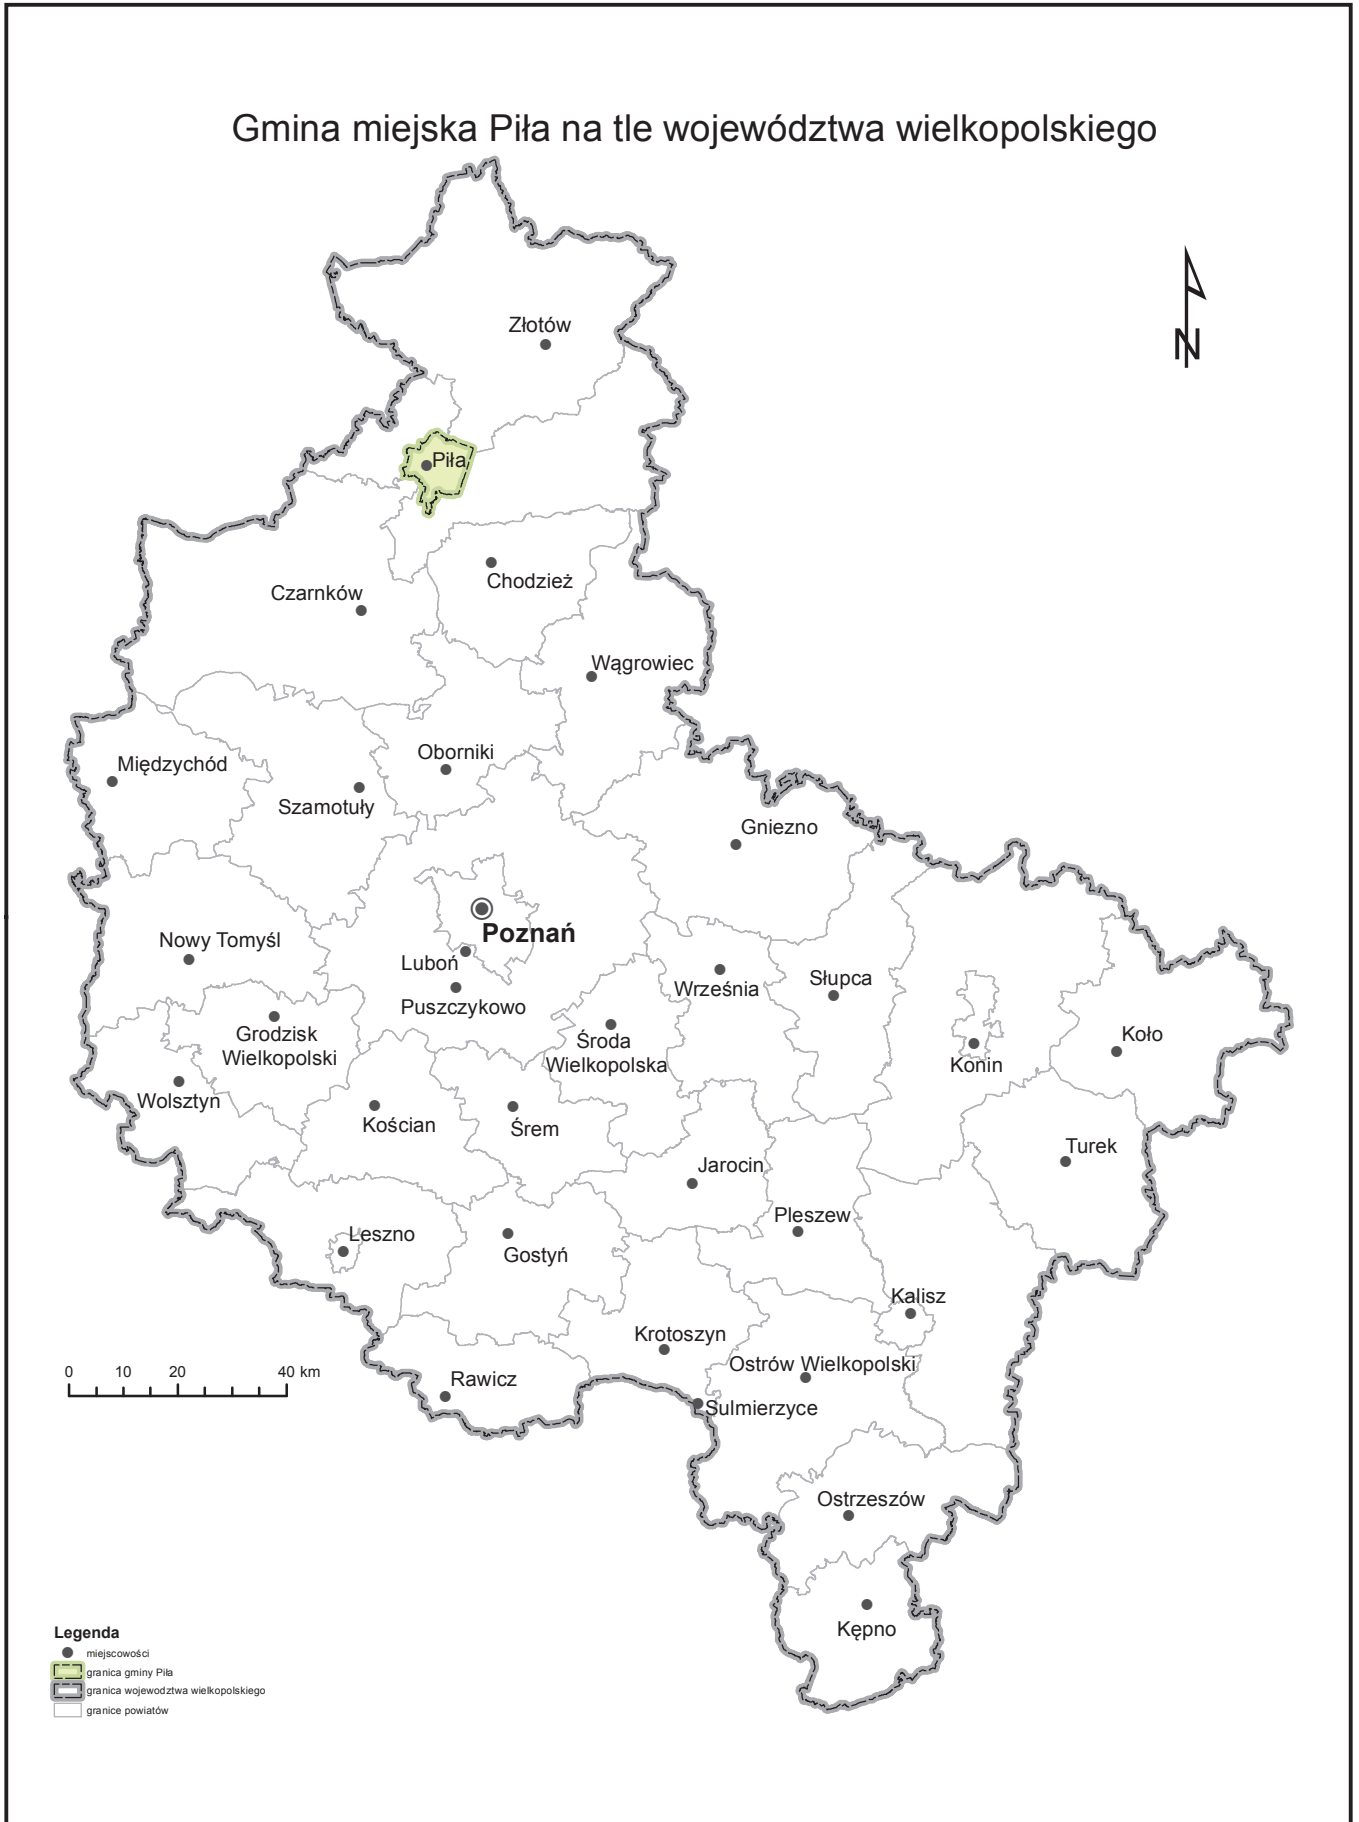 Gmina miejska Piła na tle województwa wielkopolskiego
N
Złotów
Piła
Chodzież
Czarnków
Wągrowiec
Oborniki
Międzychód
Szamotuły
Gniezno
Poznań
Nowy Tomyśl
Luboń
Słupca
Września
Puszczykowo
Grodzisk
Wielkopolski
Środa
Wielkopolska
Koło
Konin
Wolsztyn
Kościan
Śrem
Turek
Jarocin
Pleszew
Leszno
Gostyń
Kalisz
Krotoszyn
Ostrów Wielkopolski
0 10 20 40 km
Rawicz
Sulmierzyce
Ostrzeszów
Kępno
Legenda
miejscowości
granica gminy Piła
granica wojewodztwa wielkopolskiego
granice powiatów